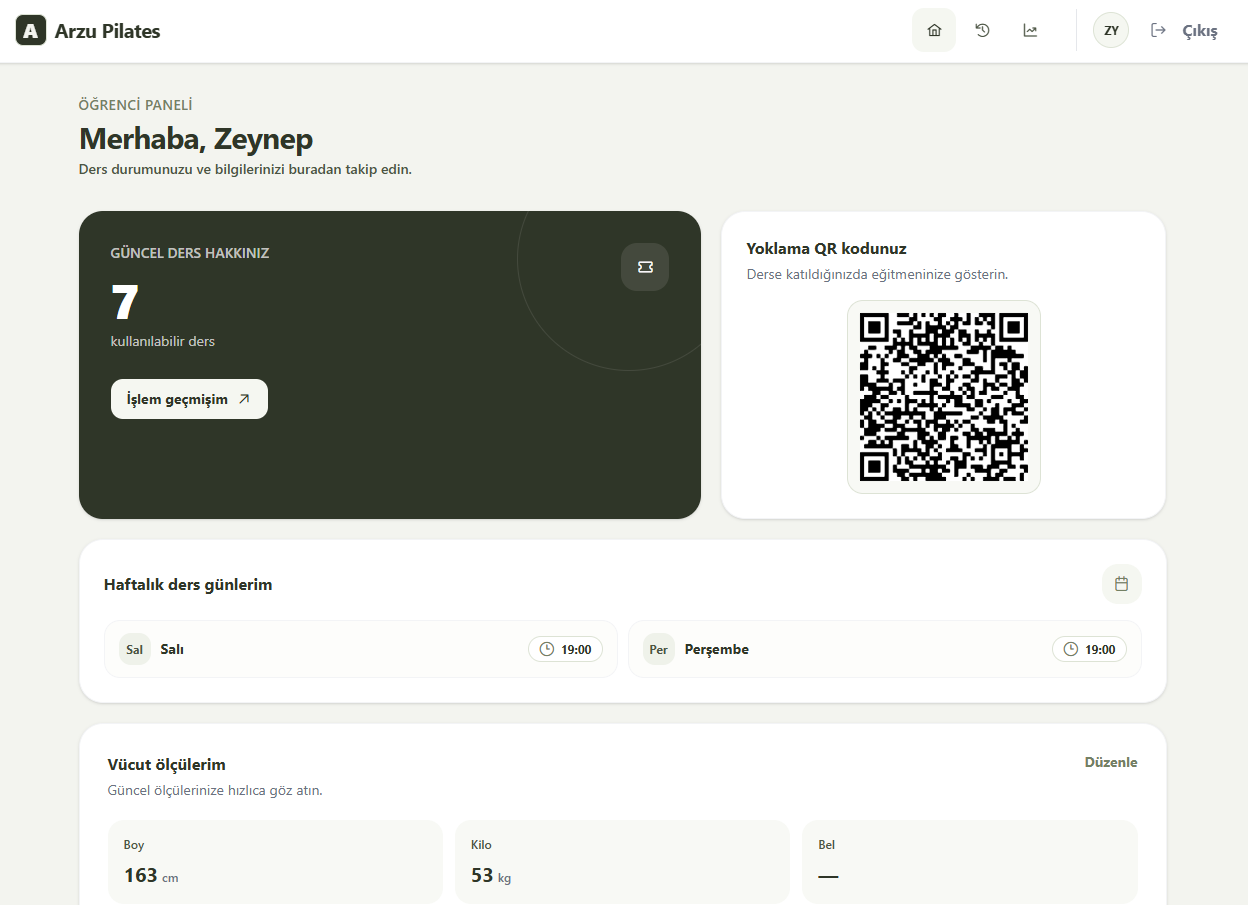 A Arzu Pilates
ZY
Çıkış
ÖĞRENCİ PANELİ
Merhaba, Zeynep
Ders durumunuzu ve bilgilerinizi buradan takip edin.
GÜNCEL DERS HAKKINIZ
7
kullanılabilir ders
İşlem geçmişim
Yoklama QR kodunuz
Derse katıldığınızda eğitmeninize gösterin.
Haftalık ders günlerim
Sal Salı 19:00
Per Perşembe 19:00
Vücut ölçülerim
Düzenle
Güncel ölçülerinize hızlıca göz atın.
Boy
163 cm
Kilo
53 kg
Bel
—